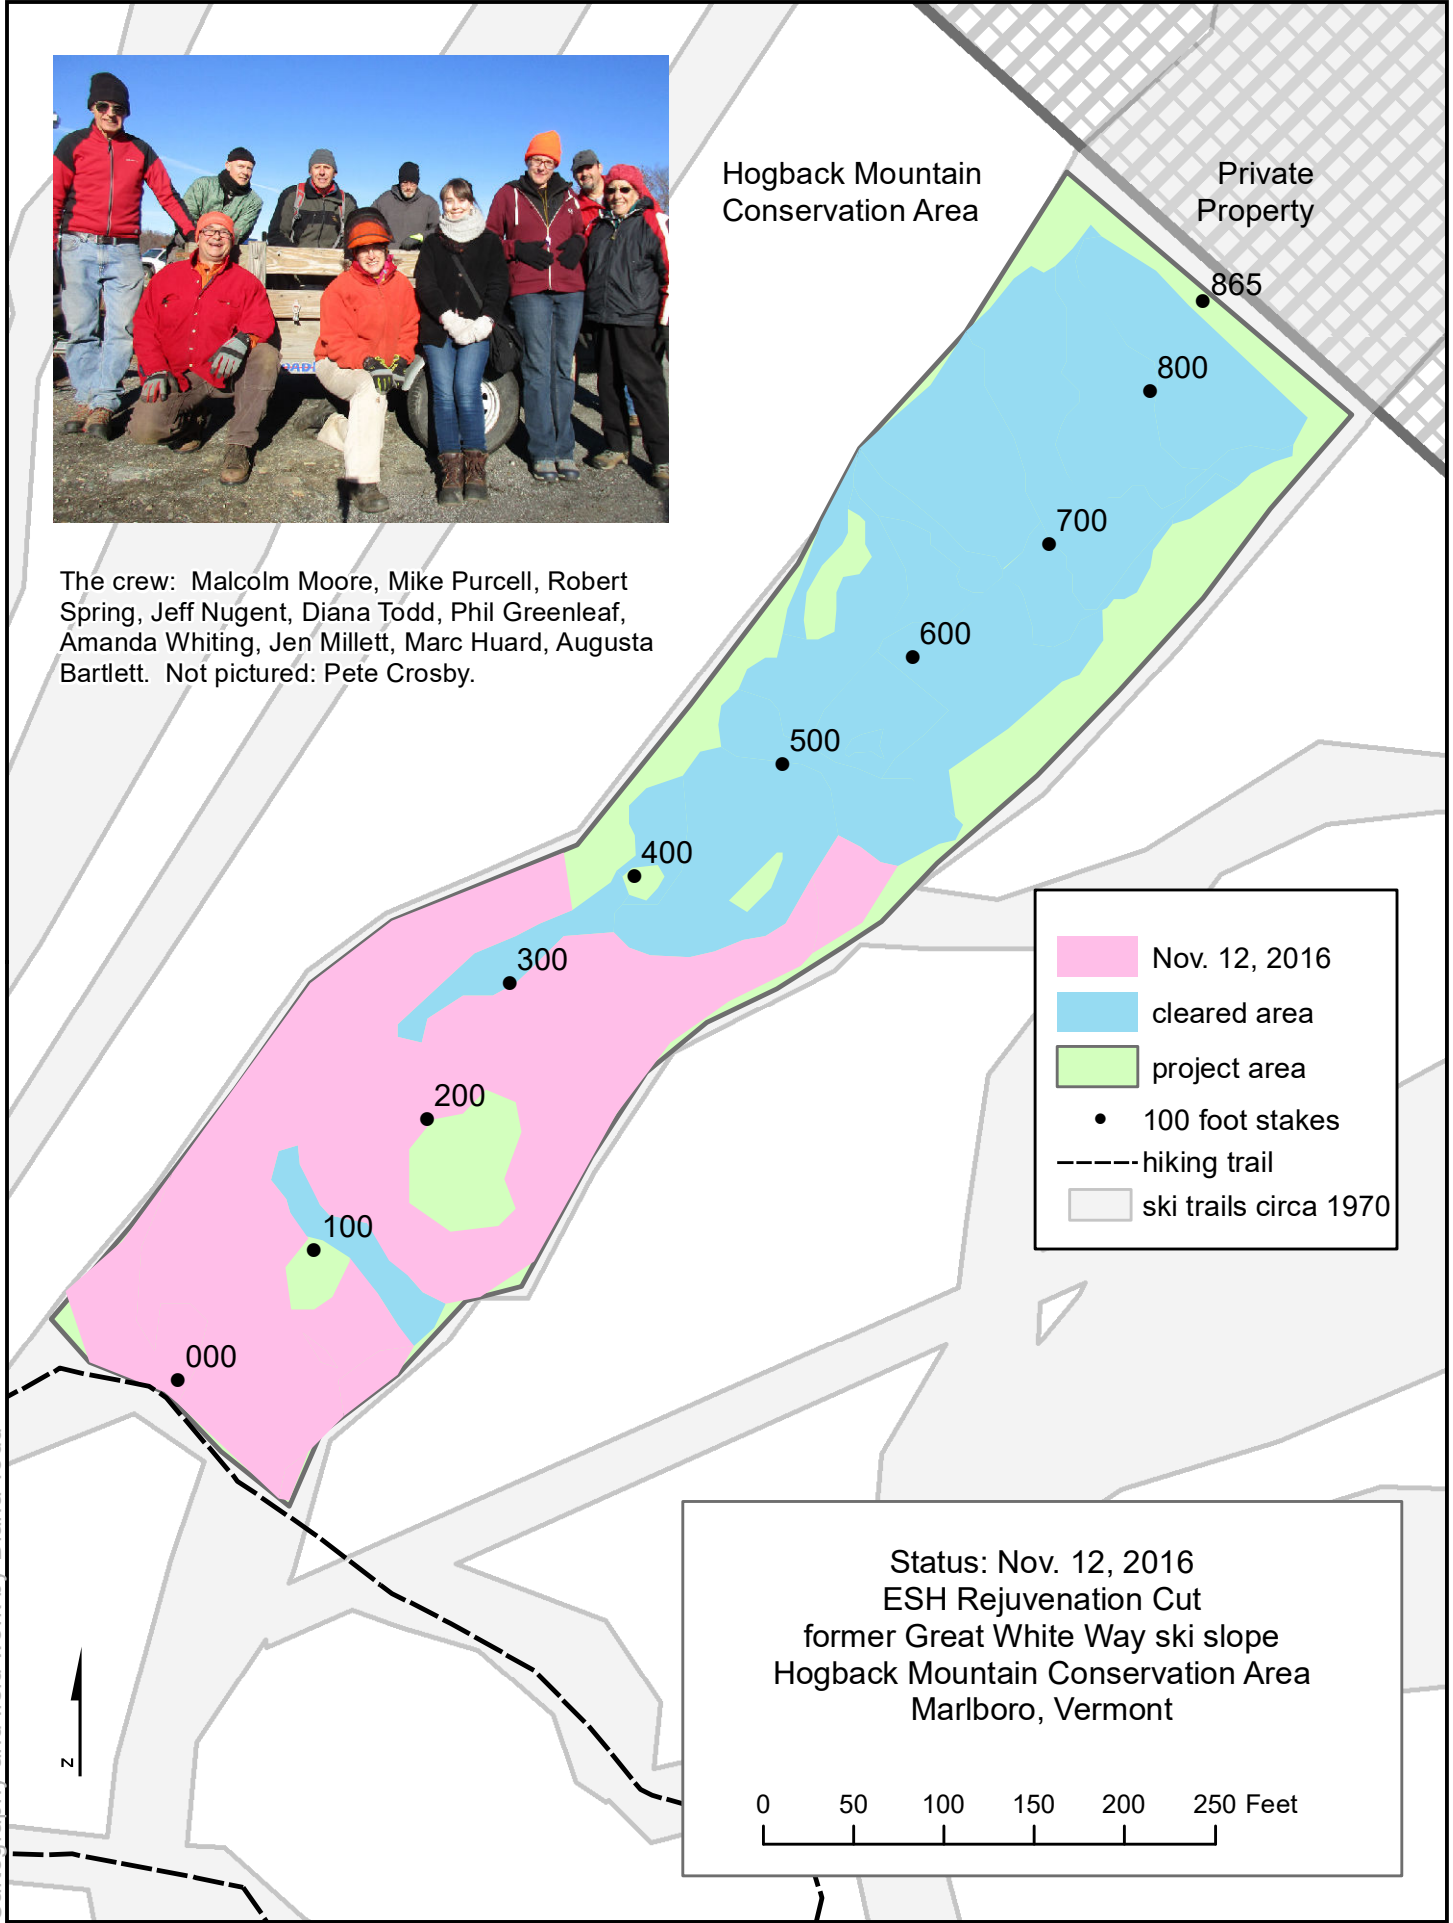 Hogback Mountain
Conservation Area
Private
Property
865
800
700
600
500
400
300
200
100
000
The crew:  Malcolm Moore, Mike Purcell, Robert
Spring, Jeff Nugent, Diana Todd, Phil Greenleaf,
Amanda Whiting, Jen Millett, Marc Huard, Augusta
Bartlett.  Not pictured: Pete Crosby.
Nov. 12, 2016
cleared area
project area
100 foot stakes
hiking trail
ski trails circa 1970
Status: Nov. 12, 2016
ESH Rejuvenation Cut
former Great White Way ski slope
Hogback Mountain Conservation Area
Marlboro, Vermont
0 50 100 150 200 250 Feet
z